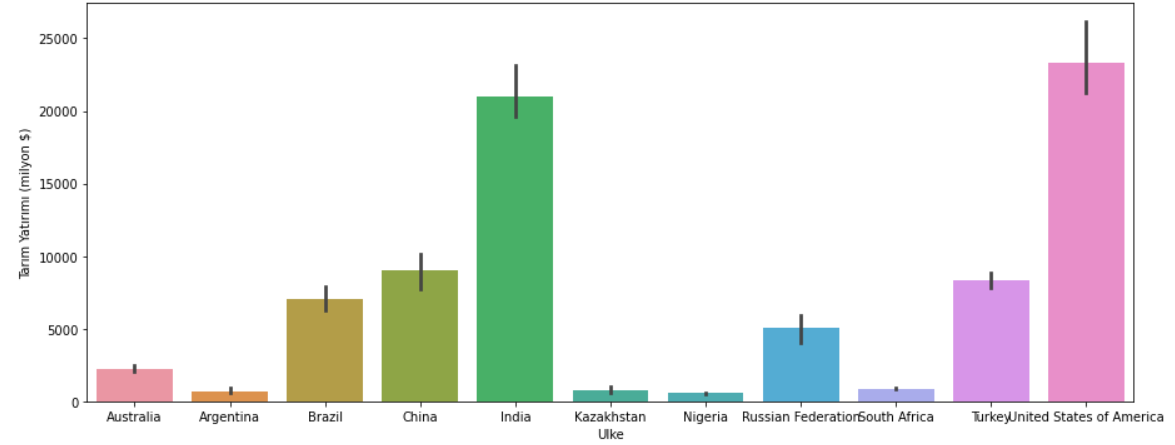 25000
20000
15000
10000
5000
0
Tarım Yatırımı (milyon $)
Australia
Argentina
Brazil
China
India
Kazakhstan
Nigeria
Russian Federation
South Africa
Turkey
United States of America
Ulke